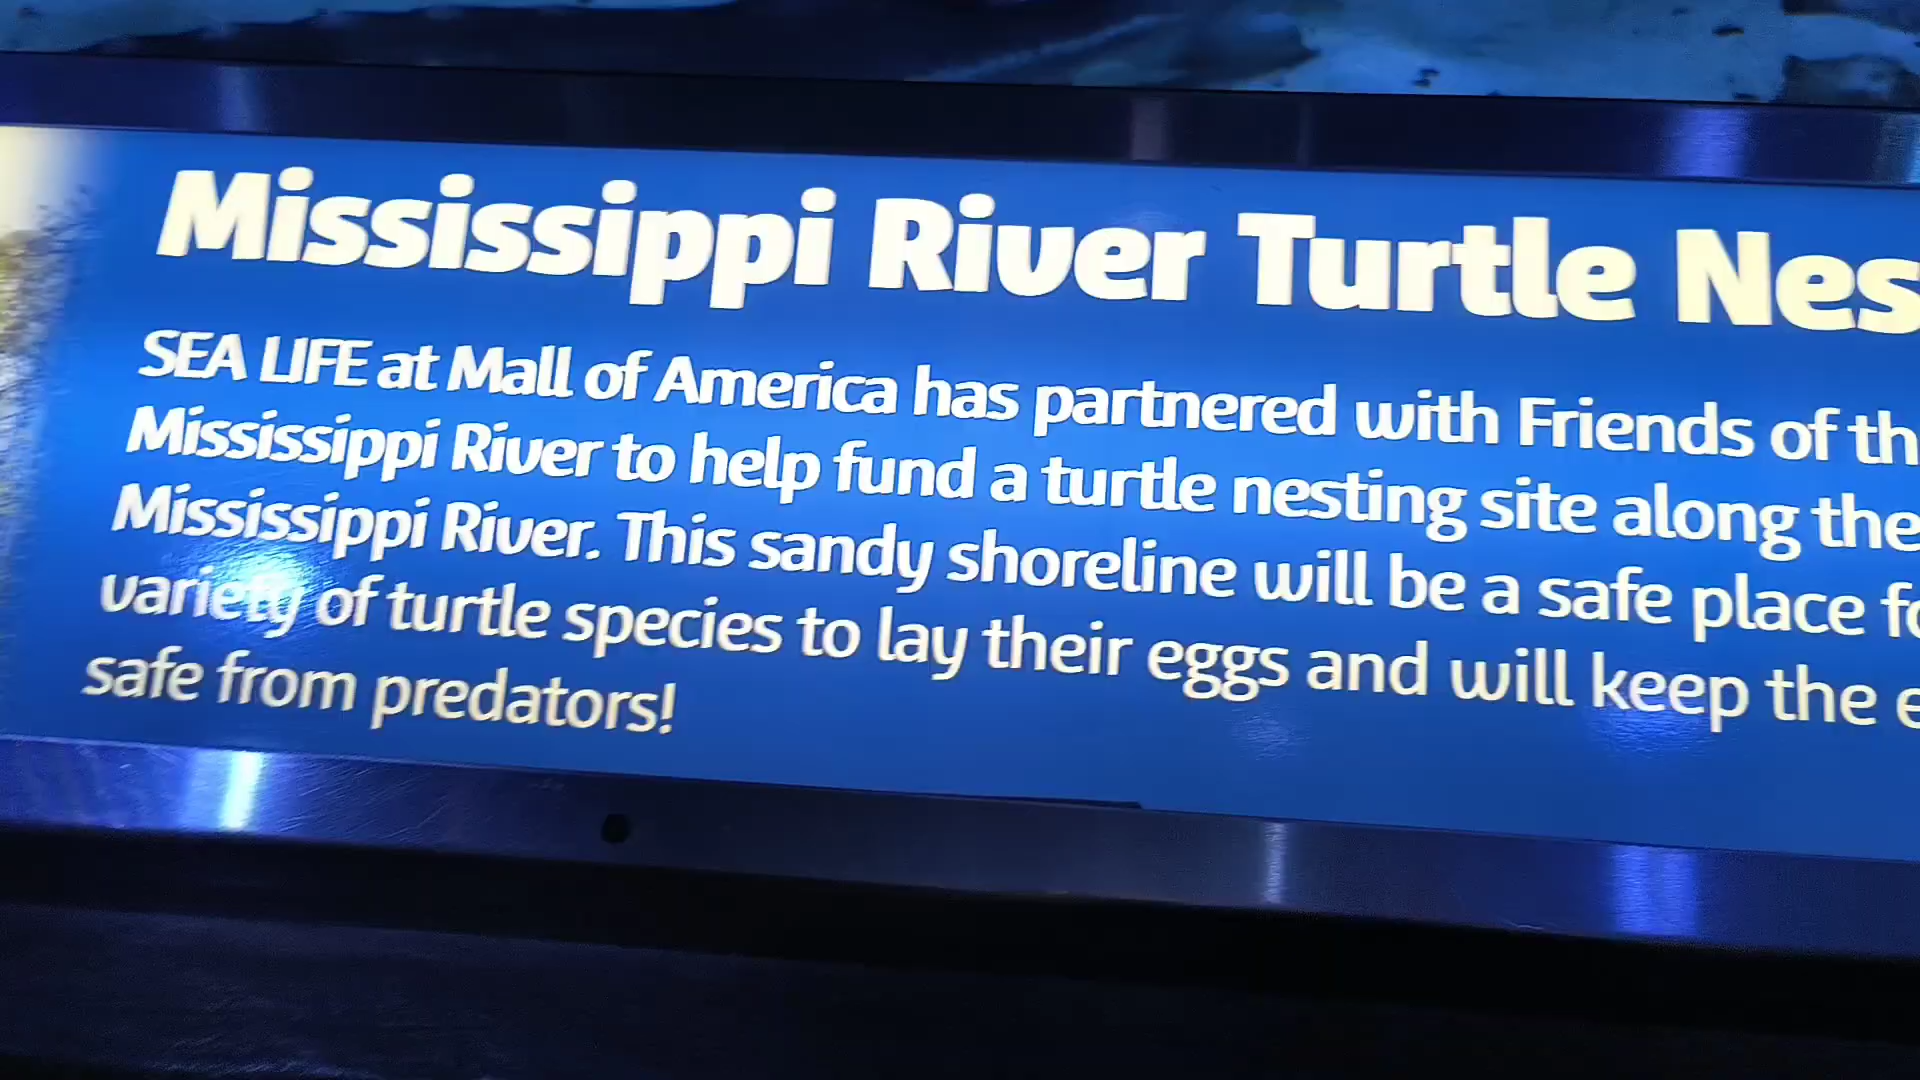 Mississippi River Turtle Nes
SEA LIFE at Mall of America has partnered with Friends of th
Mississippi River to help fund a turtle nesting site along the
Mississippi River. This sandy shoreline will be a safe place fo
variety of turtle species to lay their eggs and will keep the e
safe from predators!